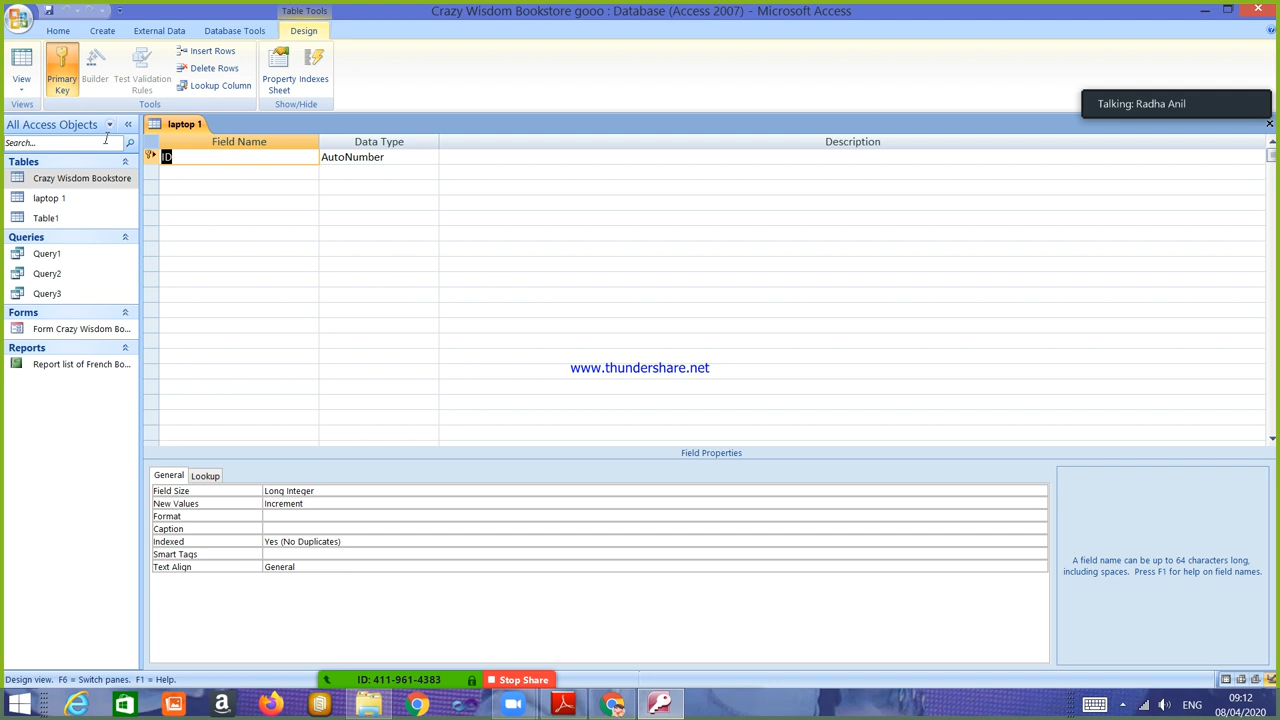 Table Tools
Crazy Wisdom Bookstore gooo : Database (Access 2007) - Microsoft Access
Home
Create
External Data
Database Tools
Design
View
Primary Key
Builder
Test Validation Rules
Insert Rows
Delete Rows
Lookup Column
Property Sheet
Indexes
Views
Tools
Show/Hide
Talking: Radha Anil
All Access Objects
Search...
Tables
Crazy Wisdom Bookstore
laptop 1
Table1
Queries
Query1
Query2
Query3
Forms
Form Crazy Wisdom Bo...
Reports
Report list of French Bo...
laptop 1
Field Name
Data Type
Description
ID
AutoNumber
www.thundershare.net
Field Properties
General
Lookup
Field Size
Long Integer
New Values
Increment
Format
Caption
Indexed
Yes (No Duplicates)
Smart Tags
Text Align
General
A field name can be up to 64 characters long,
including spaces. Press F1 for help on field names.
Design view. F6 = Switch panes. F1 = Help.
ID: 411-961-4383
Stop Share
ENG
09:12
08/04/2020